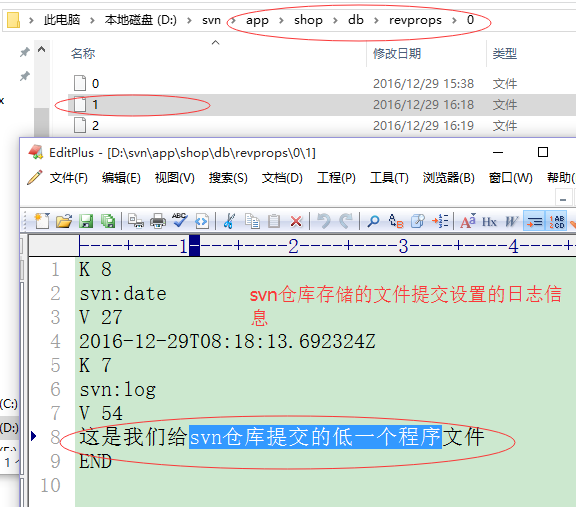 此电脑 › 本地磁盘 (D:) › svn › app › shop › db › revprops › 0
名称 修改日期 类型
0 2016/12/29 15:38 文件
1 2016/12/29 16:18 文件
2 2016/12/29 16:19 文件
EditPlus - [D:\svn\app\shop\db\revprops\0\1]
文件(F) 编辑(E) 视图(V) 搜索(S) 文档(D) 工程(P) 工具(T) 浏览器(B) 窗口(W) 帮助(
----+----1----+----2----+----3----+----4----+
1 K 8
2 svn:date
svn仓库存储的文件提交设置的日志信
息
3 V 27
4 2016-12-29T08:18:13.692324Z
5 K 7
6 svn:log
7 V 54
8 这是我们给svn仓库提交的低一个程序文件
9 END
10
(C:)
(D:)
1 个